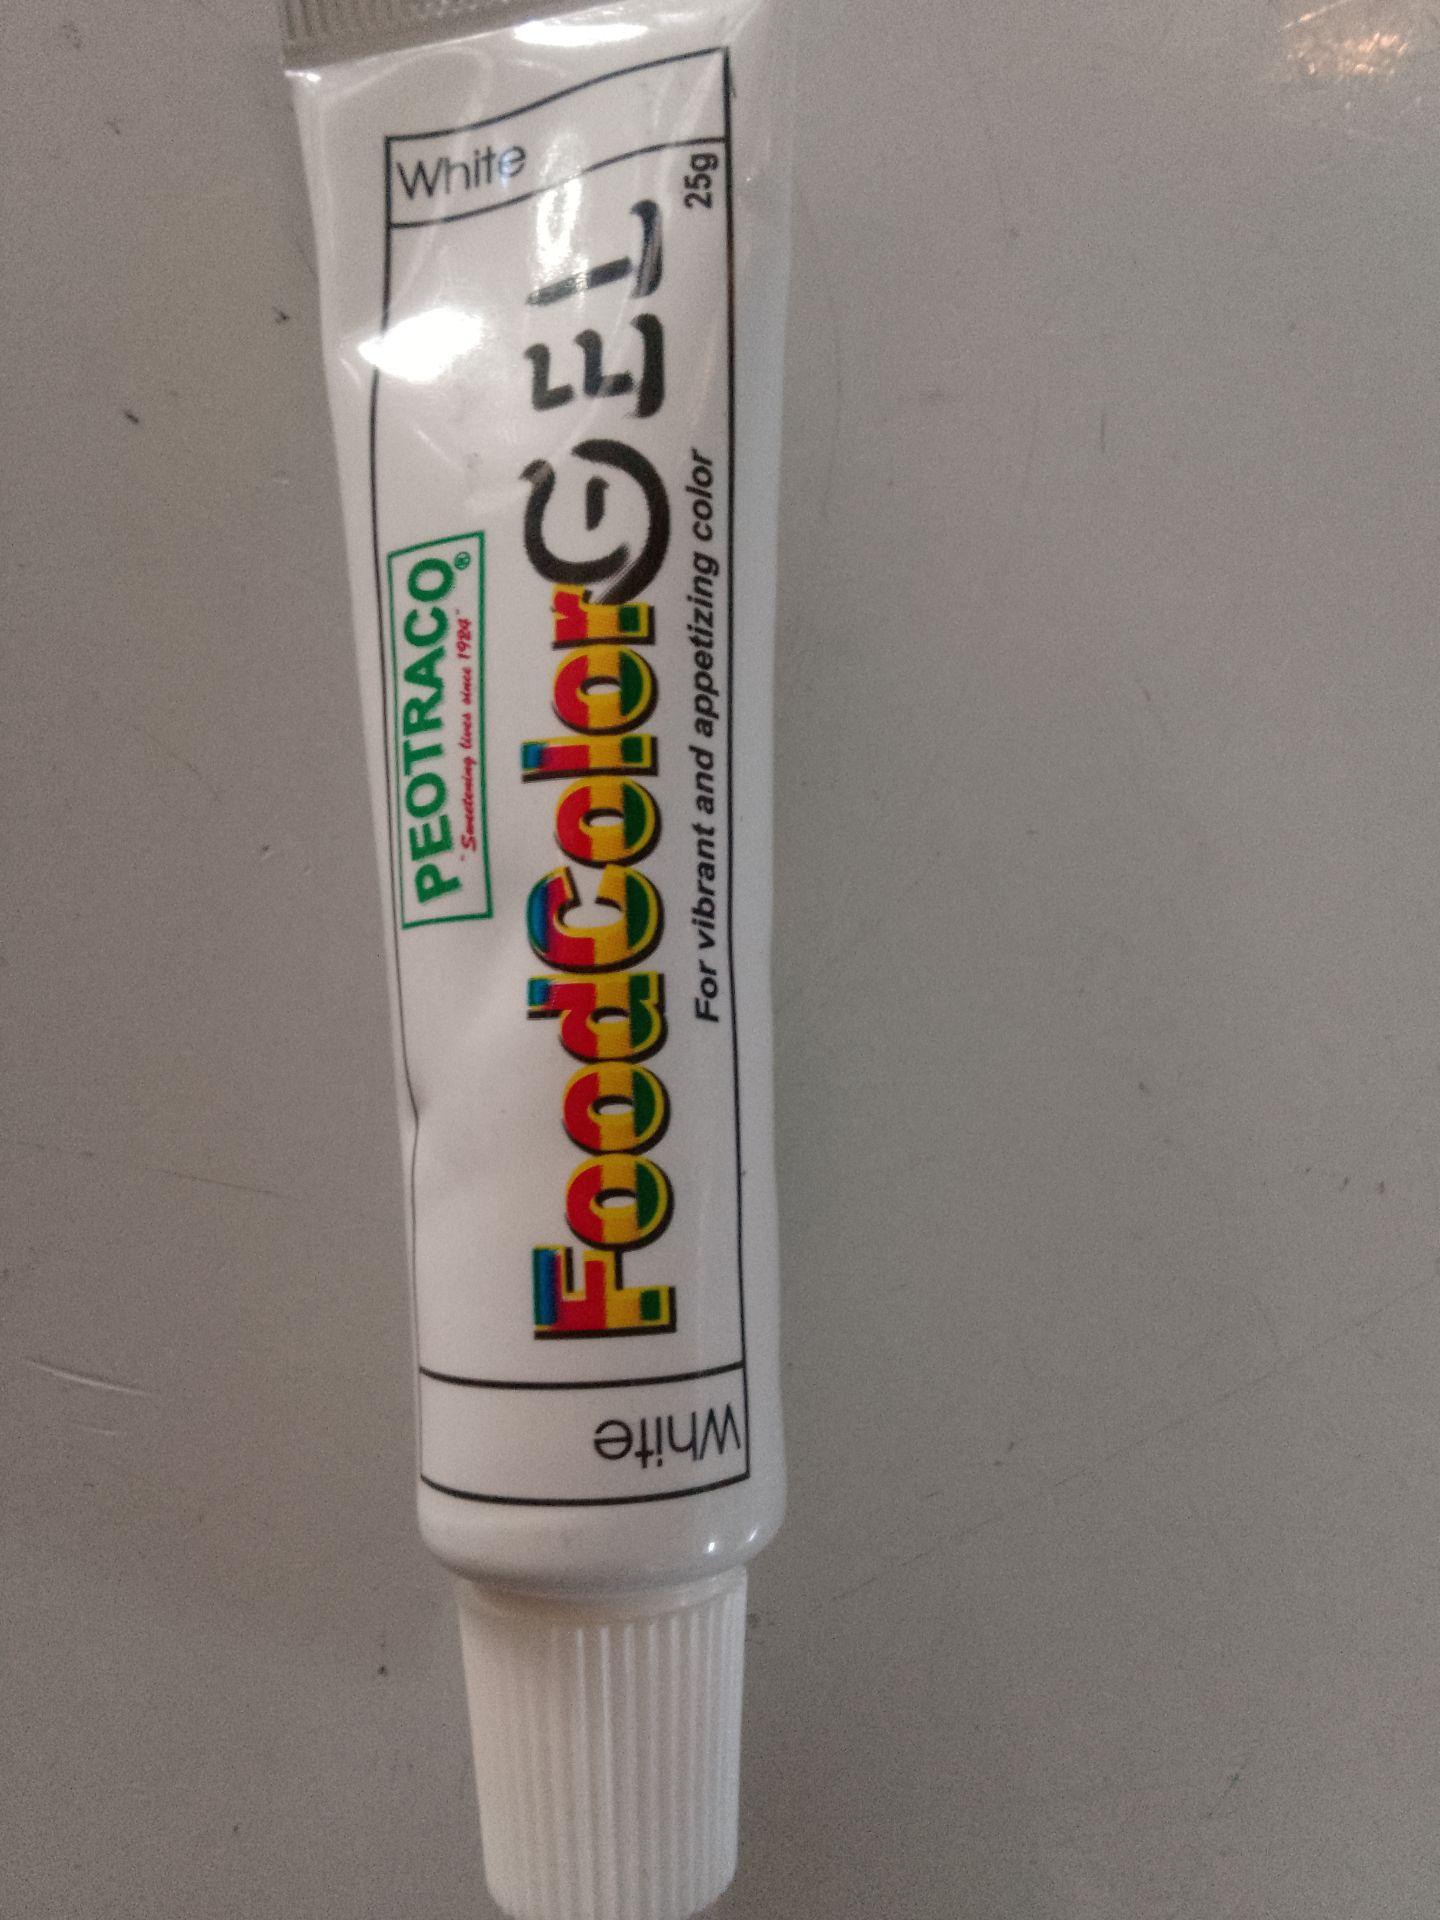 White
PEOTRACO®
"Sweetening lives since 1924"
FoodColor GEL
For vibrant and appetizing color
25g
White